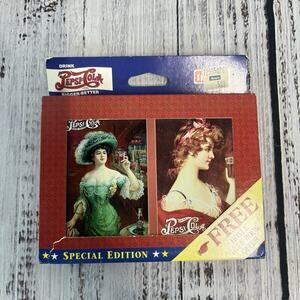 DRINK
PEPSI-COLA
BIGGER-BETTER
PEPSI-COLA
PEPSI-COLA
FREE
SPECIAL EDITION